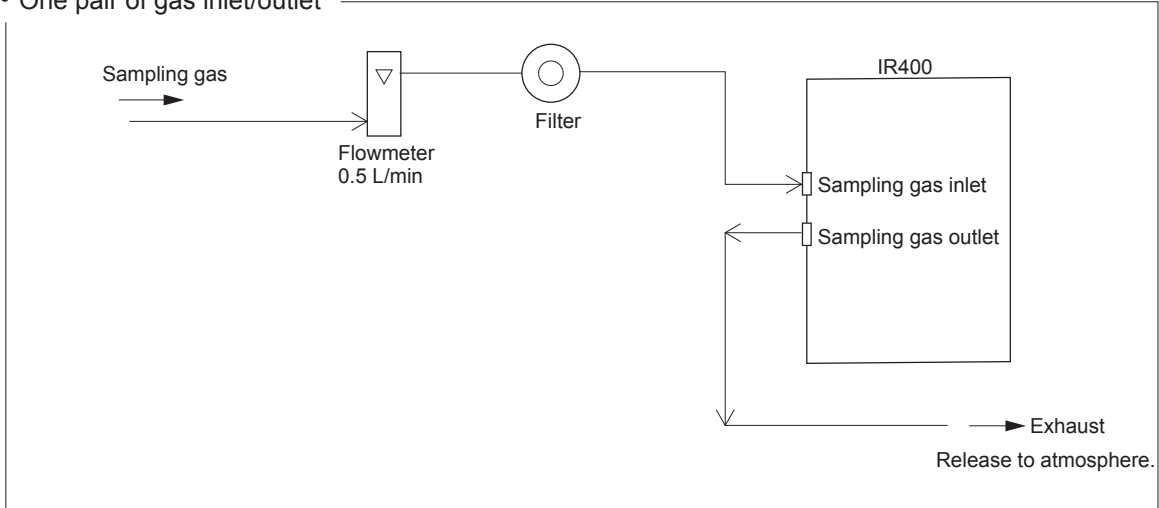 • One pair of gas inlet/outlet
Sampling gas
IR400
Filter
Flowmeter
0.5 L/min
Sampling gas inlet
Sampling gas outlet
Exhaust
Release to atmosphere.